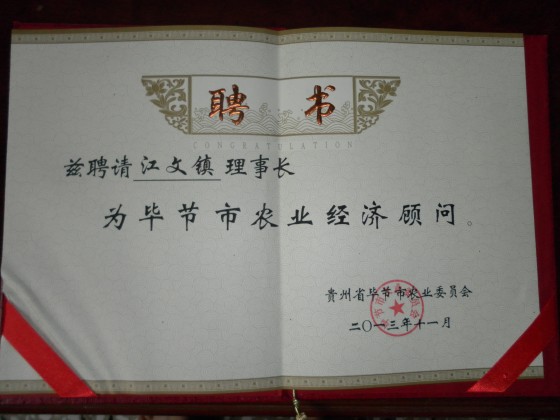 聘书
CONGRATULATION
兹聘请江文镇理事长
为毕节市农业经济顾问。
贵州省毕节市农业委员会
二〇一三年十一月